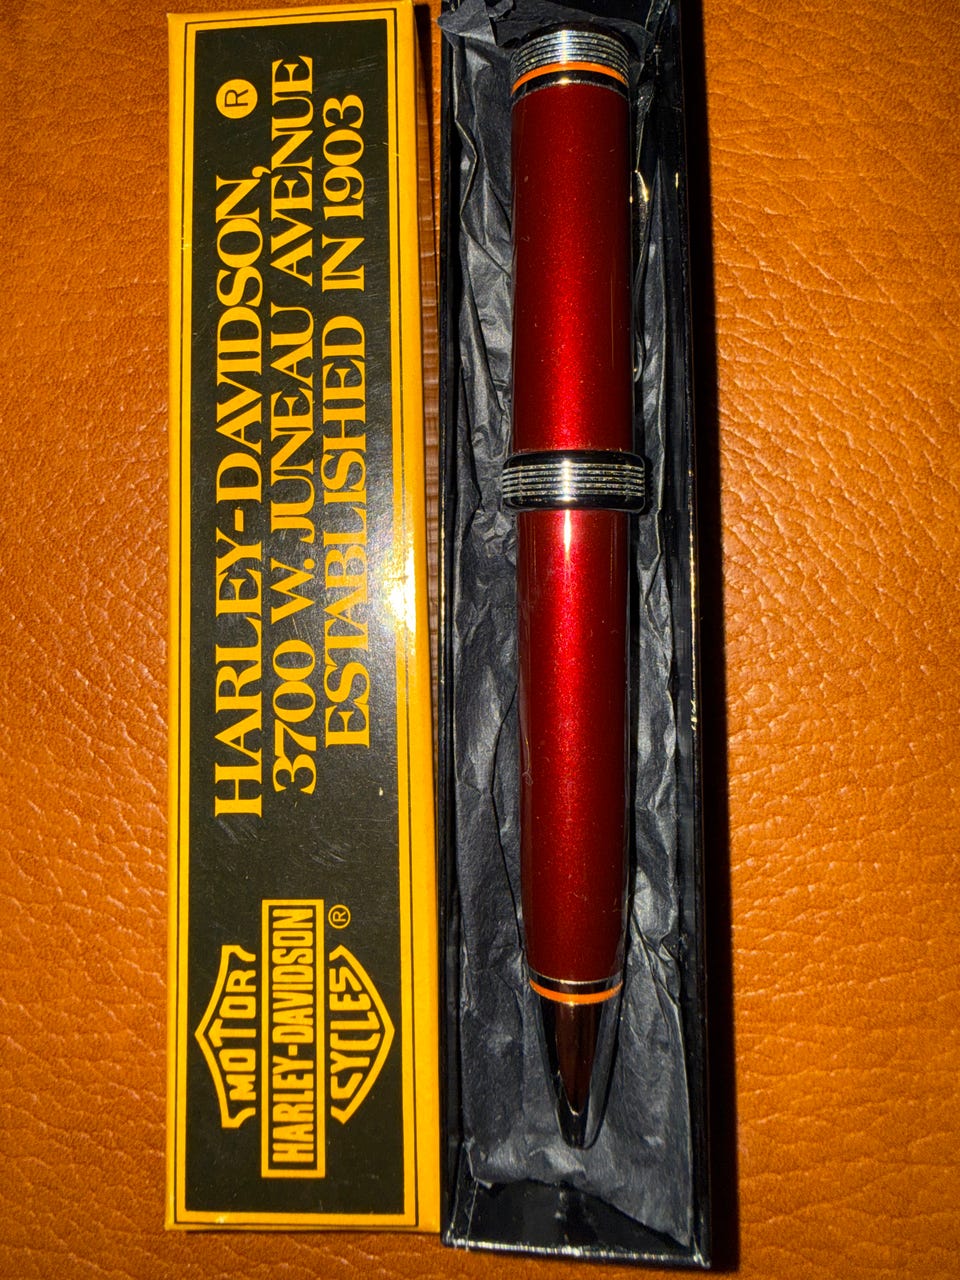 HARLEY-DAVIDSON, ®
3700 W. JUNEAU AVENUE
ESTABLISHED IN 1903
MOTOR
HARLEY-DAVIDSON
CYCLES ®